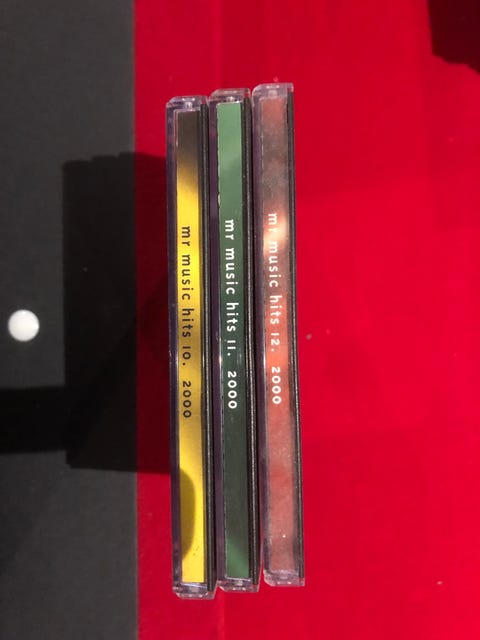 mr music hits 10. 2000
mr music hits 11. 2000
mr music hits 12. 2000